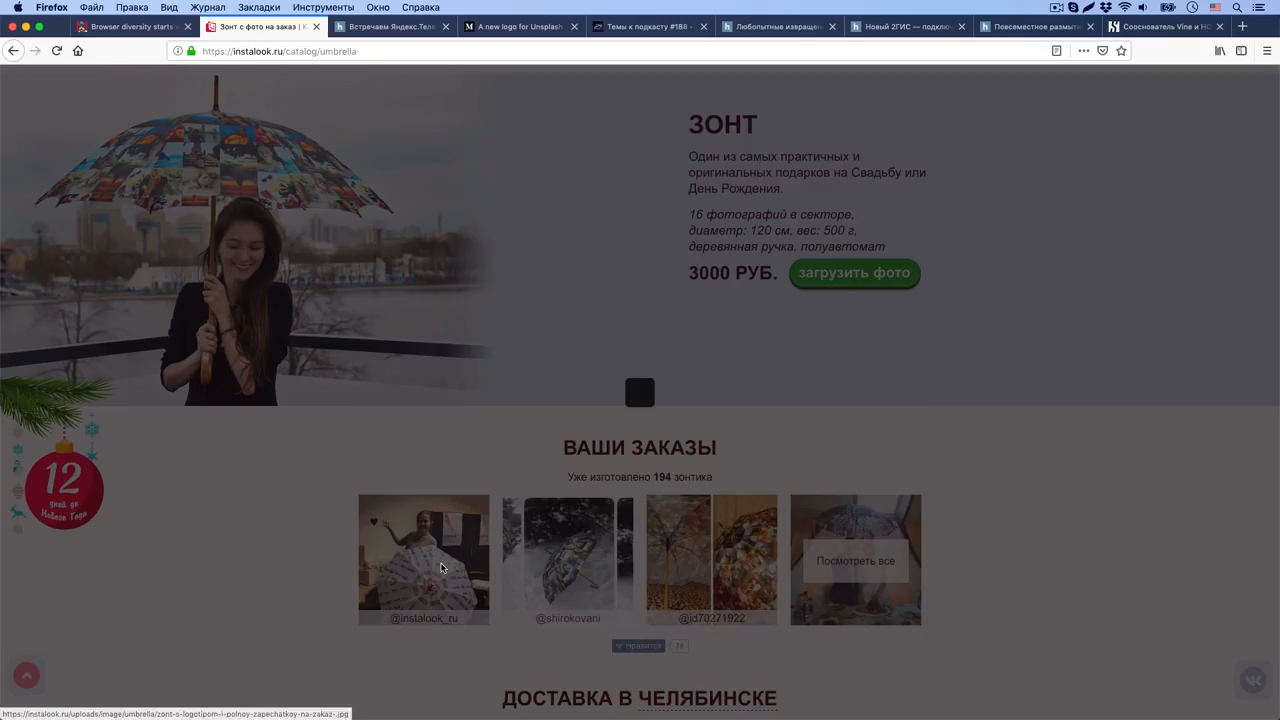 Firefox Файл Правка Вид Журнал Закладки Инструменты Окно Справка
Browser diversity starts
Зонт с фото на заказ | К
Встречаем Яндекс.Теле
A new logo for Unsplash
Темы к подкасту #188
Любопытные извращен
Новый 2ГИС — подклю
Повсеместное размыти
Сооснователь Vine и HQ
https://instalook.ru/catalog/umbrella
ЗОНТ
Один из самых практичных и
оригинальных подарков на Свадьбу или
День Рождения.
16 фотографий в секторе,
диаметр: 120 см, вес: 500 г,
деревянная ручка, полуавтомат
3000 РУБ. загрузить фото
12
дней до
Нового Года
ВАШИ ЗАКАЗЫ
Уже изготовлено 194 зонтика
Посмотреть все
@instalook_ru @shirokovani @id70271922
Нравится 78
ДОСТАВКА В ЧЕЛЯБИНСКЕ
https://instalook.ru/uploads/image/umbrella/zont-s-logotipom-i-polnoy-zapechatkoy-na-zakaz-.jpg